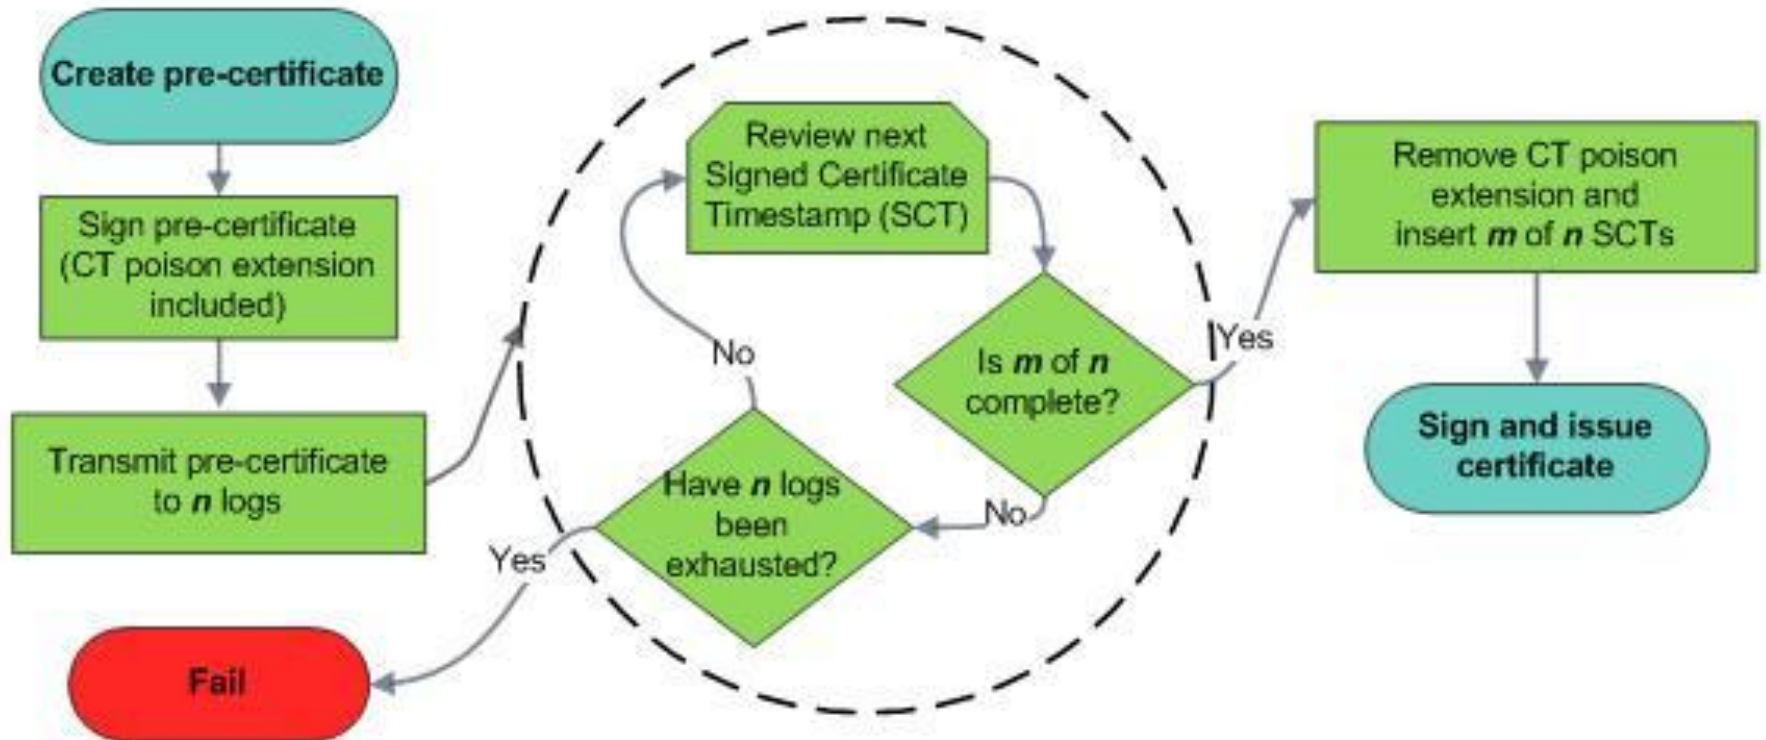 Create pre-certificate
Sign pre-certificate
(CT poison extension
included)
Transmit pre-certificate
to n logs
Fail
Review next
Signed Certificate
Timestamp (SCT)
Is m of n
complete?
No
Have n logs
been
exhausted?
No
Yes
Yes
Remove CT poison
extension and
insert m of n SCTs
Sign and issue
certificate